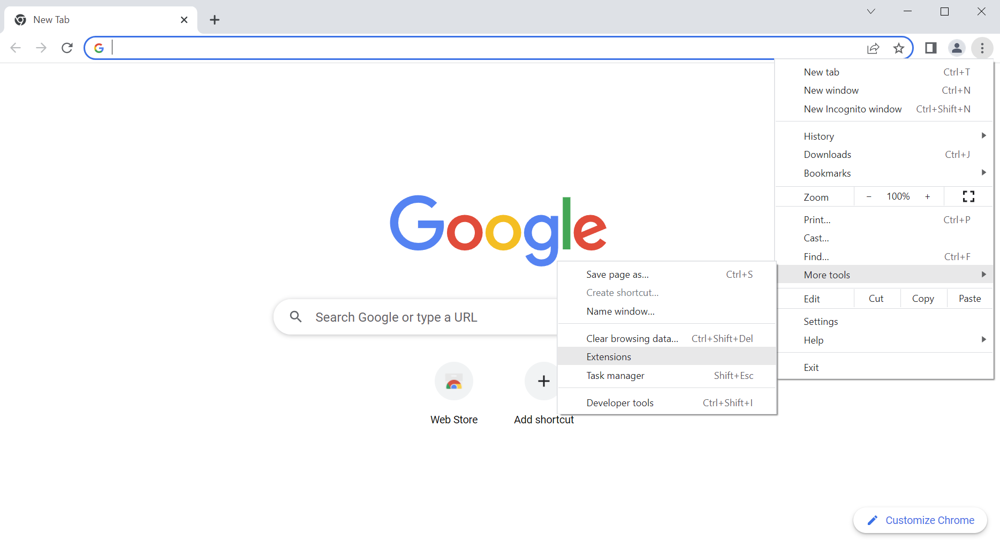 New Tab
New tab Ctrl+T
New window Ctrl+N
New Incognito window Ctrl+Shift+N
History
Downloads Ctrl+J
Bookmarks
Zoom – 100% +
Print... Ctrl+P
Cast...
Find... Ctrl+F
More tools
Edit Cut Copy Paste
Settings
Help
Exit
Google
Save page as... Ctrl+S
Create shortcut...
Name window...
Clear browsing data... Ctrl+Shift+Del
Extensions
Task manager Shift+Esc
Developer tools Ctrl+Shift+I
Search Google or type a URL
Web Store
Add shortcut
Customize Chrome